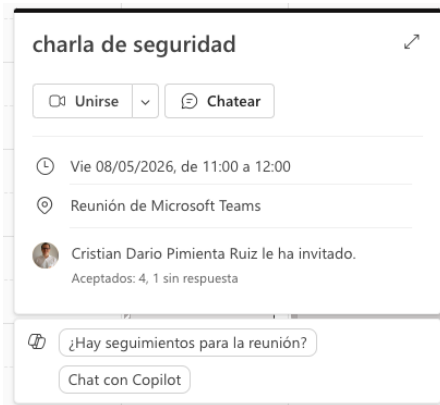 charla de seguridad
Unirse
Chatear
Vie 08/05/2026, de 11:00 a 12:00
Reunión de Microsoft Teams
Cristian Dario Pimienta Ruiz le ha invitado.
Aceptados: 4, 1 sin respuesta
¿Hay seguimientos para la reunión?
Chat con Copilot